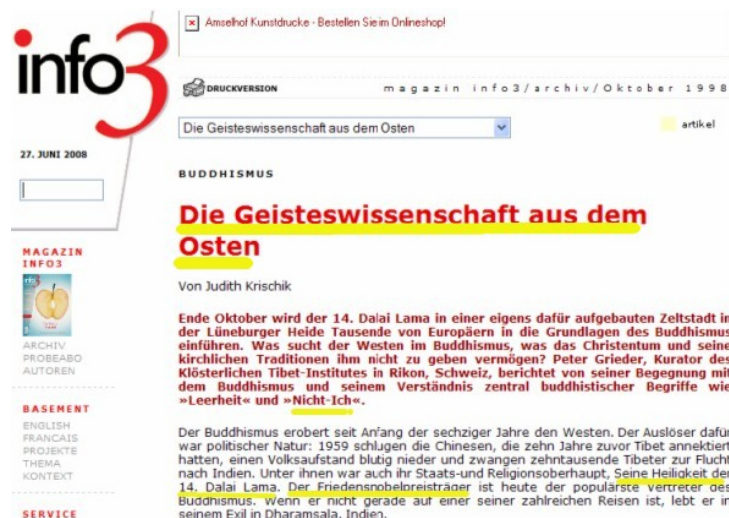 Amselhof Kunstdrucke - Bestellen Sie im Onlineshop!
info3
DRUCKVERSION
magazin info3/archiv/Oktober 1998
Die Geisteswissenschaft aus dem Osten
artikel
27. JUNI 2008
BUDDHISMUS
Die Geisteswissenschaft aus dem
Osten
Von Judith Krischik
Ende Oktober wird der 14. Dalai Lama in einer eigens dafür aufgebauten Zeltstadt in
der Lüneburger Heide Tausende von Europäern in die Grundlagen des Buddhismus
einführen. Was sucht der Westen im Buddhismus, was das Christentum und seine
kirchlichen Traditionen ihm nicht zu geben vermögen? Peter Grieder, Kurator des
Klösterlichen Tibet-Institutes in Rikon, Schweiz, berichtet von seiner Begegnung mit
dem Buddhismus und seinem Verständnis zentral buddhistischer Begriffe wie
»Leerheit« und »Nicht-Ich«.
Der Buddhismus erobert seit Anfang der sechziger Jahre den Westen. Der Auslöser dafür
war politischer Natur: 1959 schlugen die Chinesen, die zehn Jahre zuvor Tibet annektiert
hatten, einen Volksaufstand blutig nieder und zwangen zehntausende Tibeter zur Flucht
nach Indien. Unter ihnen war auch ihr Staats-und Religionsoberhaupt, Seine Heiligkeit der
14. Dalai Lama. Der Friedensnobelpreisträger ist heute der populärste Vertreter des
Buddhismus. Wenn er nicht gerade auf einer seiner zahlreichen Reisen ist, lebt er in
seinem Exil in Dharamsala, Indien.
MAGAZIN
INFO3
ARCHIV
PROBEABO
AUTOREN
BASEMENT
ENGLISH
FRANCAIS
PROJEKTE
THEMA
KONTEXT
SERVICE